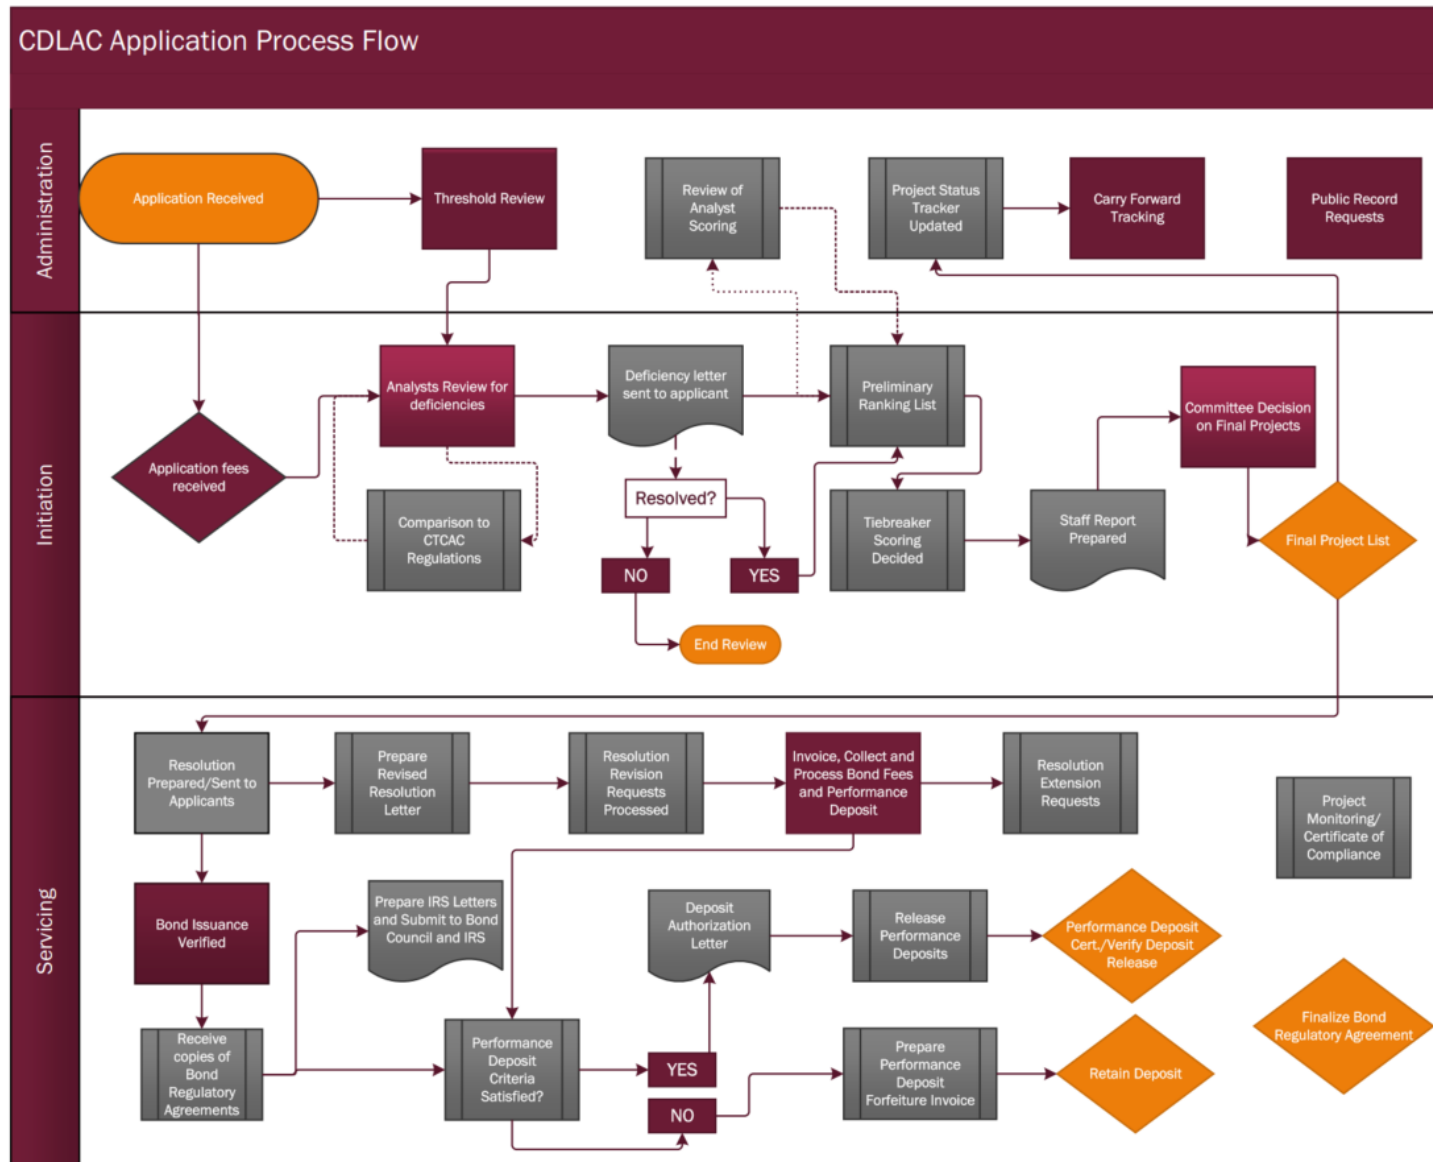 CDLAC Application Process Flow
Administration
Application Received
Threshold Review
Review of
Analyst
Scoring
Project Status
Tracker
Updated
Carry Forward
Tracking
Public Record
Requests
Initiation
Application fees
received
Analysts Review for
deficiencies
Comparison to
CTCAC
Regulations
Deficiency letter
sent to applicant
Resolved?
NO
YES
End Review
Preliminary
Ranking List
Tiebreaker
Scoring
Decided
Staff Report
Prepared
Committee Decision
on Final Projects
Final Project List
Servicing
Resolution
Prepared/Sent to
Applicants
Prepare
Revised
Resolution
Letter
Resolution
Revision
Requests
Processed
Invoice, Collect and
Process Bond Fees
and Performance
Deposit
Resolution
Extension
Requests
Project
Monitoring/
Certificate of
Compliance
Bond Issuance
Verified
Prepare IRS Letters
and Submit to Bond
Council and IRS
Deposit
Authorization
Letter
Release
Performance
Deposits
Performance Deposit
Cert./Verify Deposit
Release
Receive
copies of
Bond
Regulatory
Agreements
Performance
Deposit
Criteria
Satisfied?
YES
NO
Prepare
Performance
Deposit
Forfeiture Invoice
Retain Deposit
Finalize Bond
Regulatory Agreement